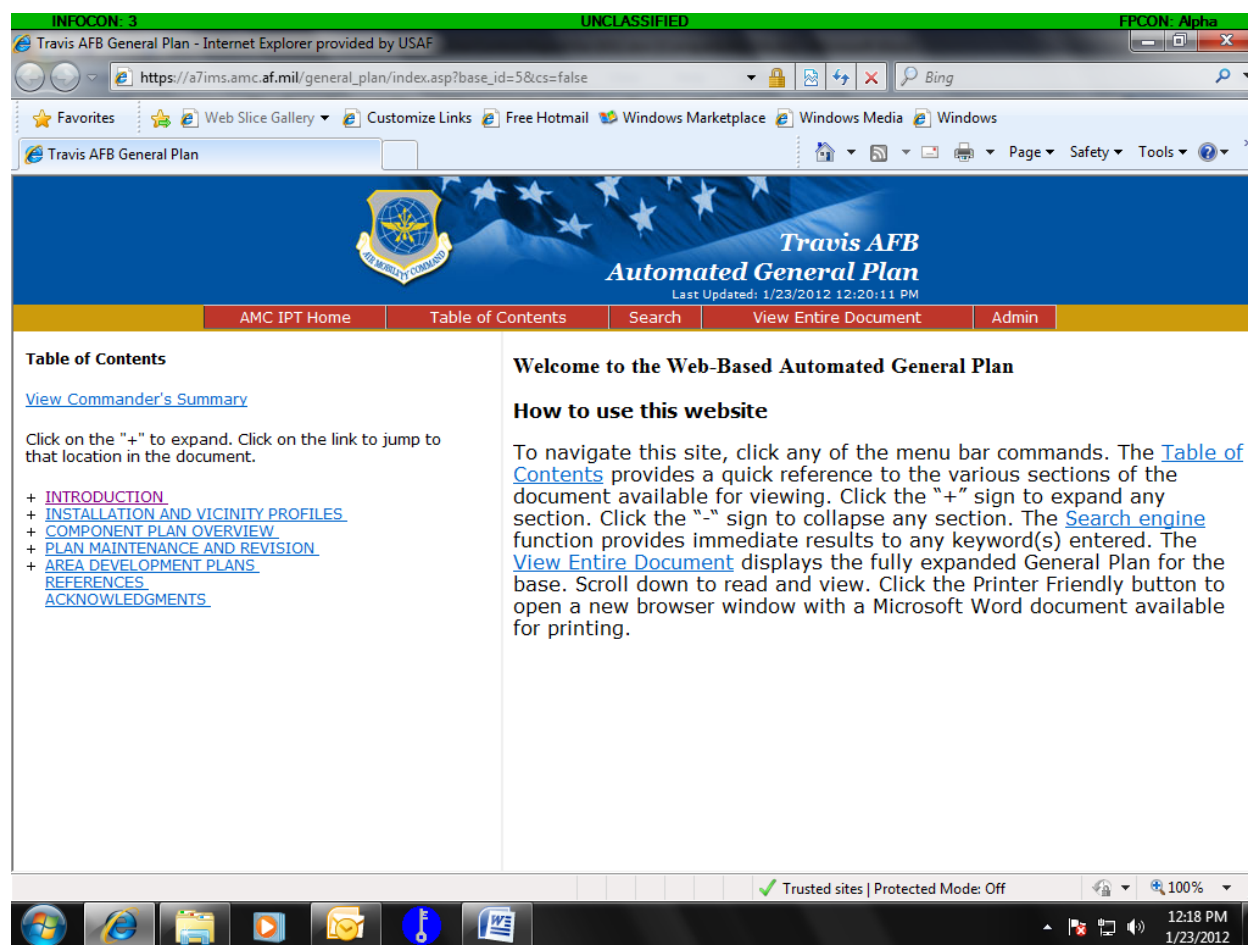 INFOCON: 3 UNCLASSIFIED FPCON: Alpha
Travis AFB General Plan - Internet Explorer provided by USAF
https://a7ims.amc.af.mil/general_plan/index.asp?base_id=5&cs=false Bing
Favorites Web Slice Gallery Customize Links Free Hotmail Windows Marketplace Windows Media Windows
Travis AFB General Plan Page Safety Tools
AIR MOBILITY COMMAND
Travis AFB
Automated General Plan
Last Updated: 1/23/2012 12:20:11 PM
AMC IPT Home Table of Contents Search View Entire Document Admin
Table of Contents
View Commander's Summary
Click on the "+" to expand. Click on the link to jump to
that location in the document.
+ INTRODUCTION
+ INSTALLATION AND VICINITY PROFILES
+ COMPONENT PLAN OVERVIEW
+ PLAN MAINTENANCE AND REVISION
+ AREA DEVELOPMENT PLANS
REFERENCES
ACKNOWLEDGMENTS
Welcome to the Web-Based Automated General Plan
How to use this website
To navigate this site, click any of the menu bar commands. The Table of
Contents provides a quick reference to the various sections of the
document available for viewing. Click the “+” sign to expand any
section. Click the “-” sign to collapse any section. The Search engine
function provides immediate results to any keyword(s) entered. The
View Entire Document displays the fully expanded General Plan for the
base. Scroll down to read and view. Click the Printer Friendly button to
open a new browser window with a Microsoft Word document available
for printing.
Trusted sites | Protected Mode: Off 100%
12:18 PM
1/23/2012